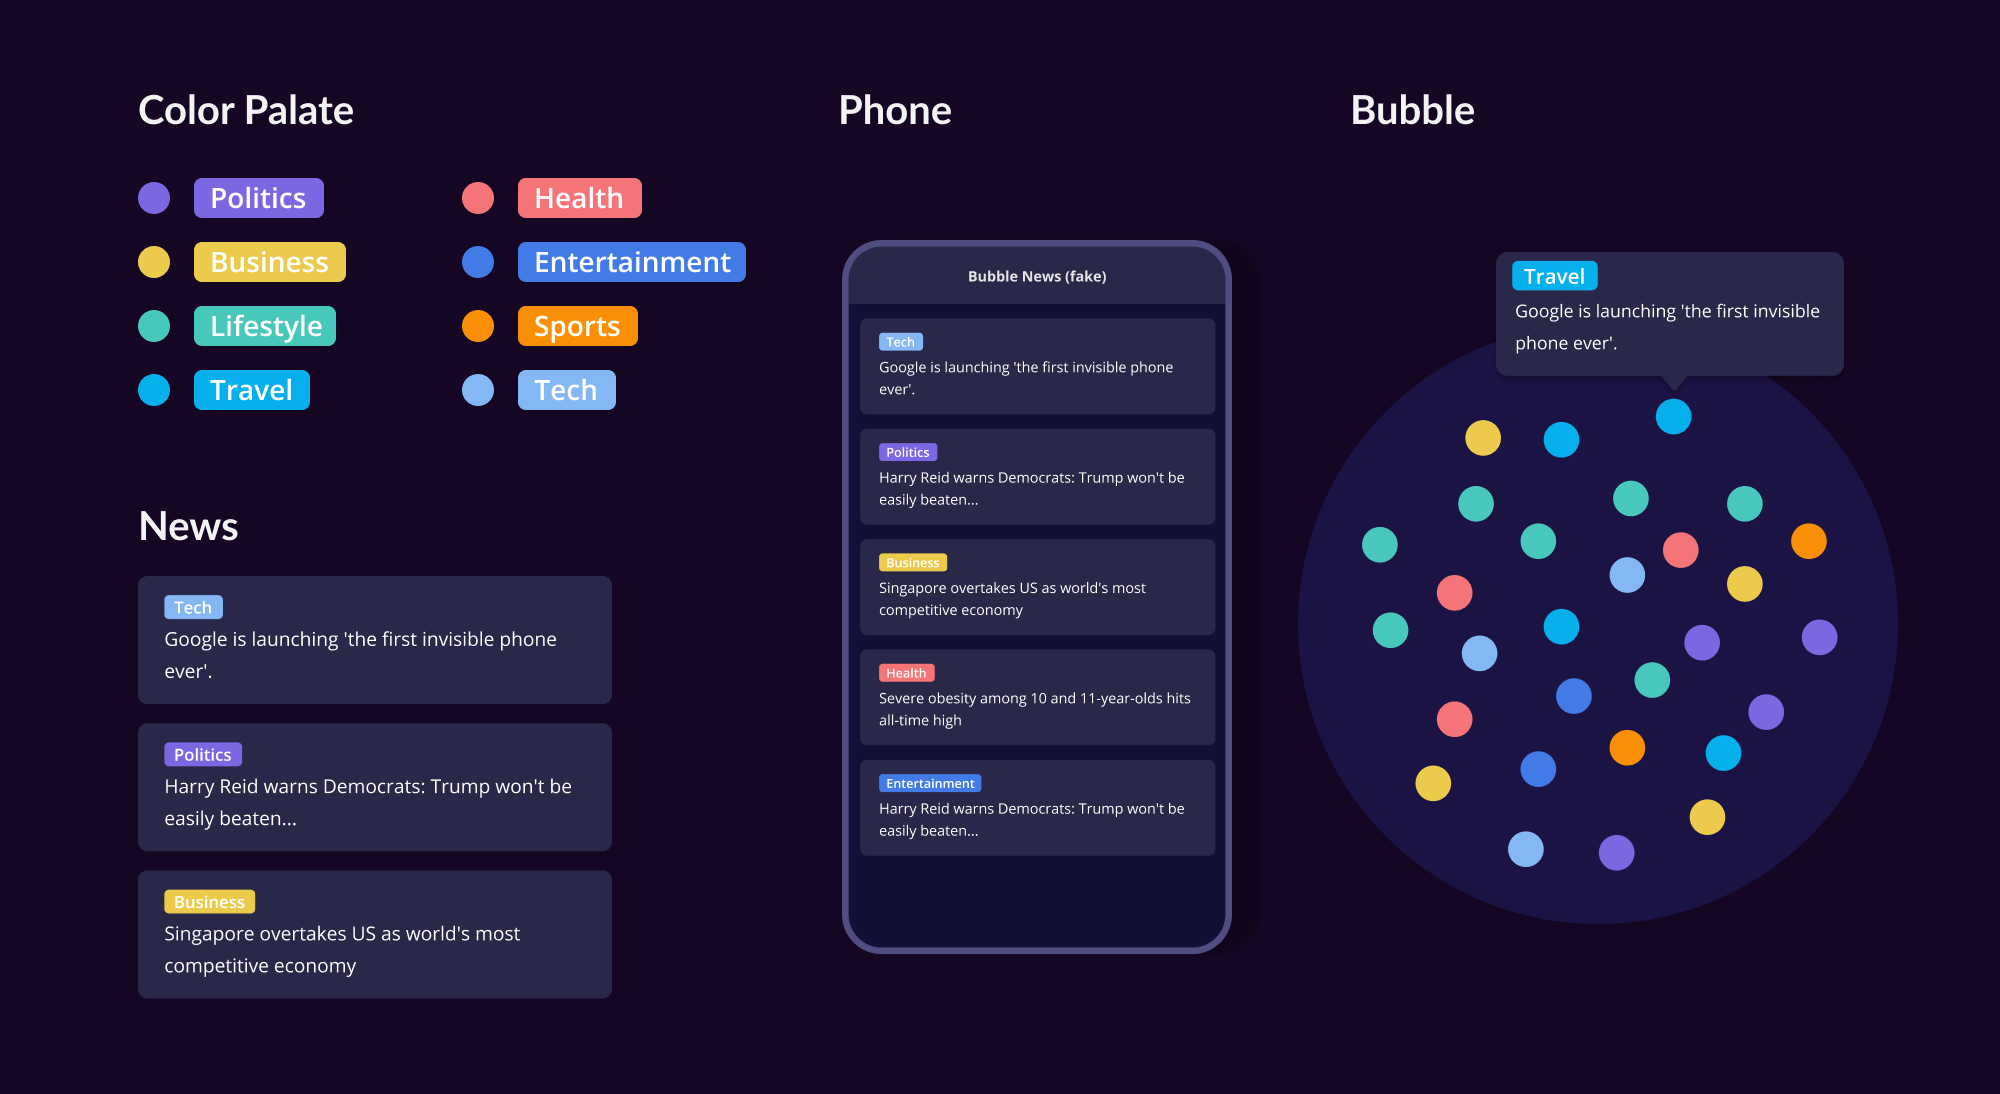 Color Palate
Politics
Business
Lifestyle
Travel
Health
Entertainment
Sports
Tech
News
Tech
Google is launching 'the first invisible phone
ever'.
Politics
Harry Reid warns Democrats: Trump won't be
easily beaten...
Business
Singapore overtakes US as world's most
competitive economy
Phone
Bubble News (fake)
Tech
Google is launching 'the first invisible phone
ever'.
Politics
Harry Reid warns Democrats: Trump won't be
easily beaten...
Business
Singapore overtakes US as world's most
competitive economy
Health
Severe obesity among 10 and 11-year-olds hits
all-time high
Entertainment
Harry Reid warns Democrats: Trump won't be
easily beaten...
Bubble
Travel
Google is launching 'the first invisible
phone ever'.